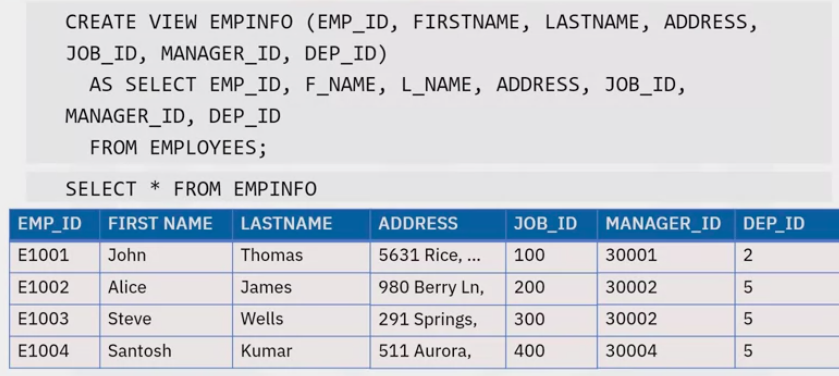 CREATE VIEW EMPINFO (EMP_ID, FIRSTNAME, LASTNAME, ADDRESS,
JOB_ID, MANAGER_ID, DEP_ID)
AS SELECT EMP_ID, F_NAME, L_NAME, ADDRESS, JOB_ID,
MANAGER_ID, DEP_ID
FROM EMPLOYEES;
SELECT * FROM EMPINFO
EMP_ID FIRST NAME LASTNAME ADDRESS JOB_ID MANAGER_ID DEP_ID
E1001 John Thomas 5631 Rice, ... 100 30001 2
E1002 Alice James 980 Berry Ln, 200 30002 5
E1003 Steve Wells 291 Springs, 300 30002 5
E1004 Santosh Kumar 511 Aurora, 400 30004 5